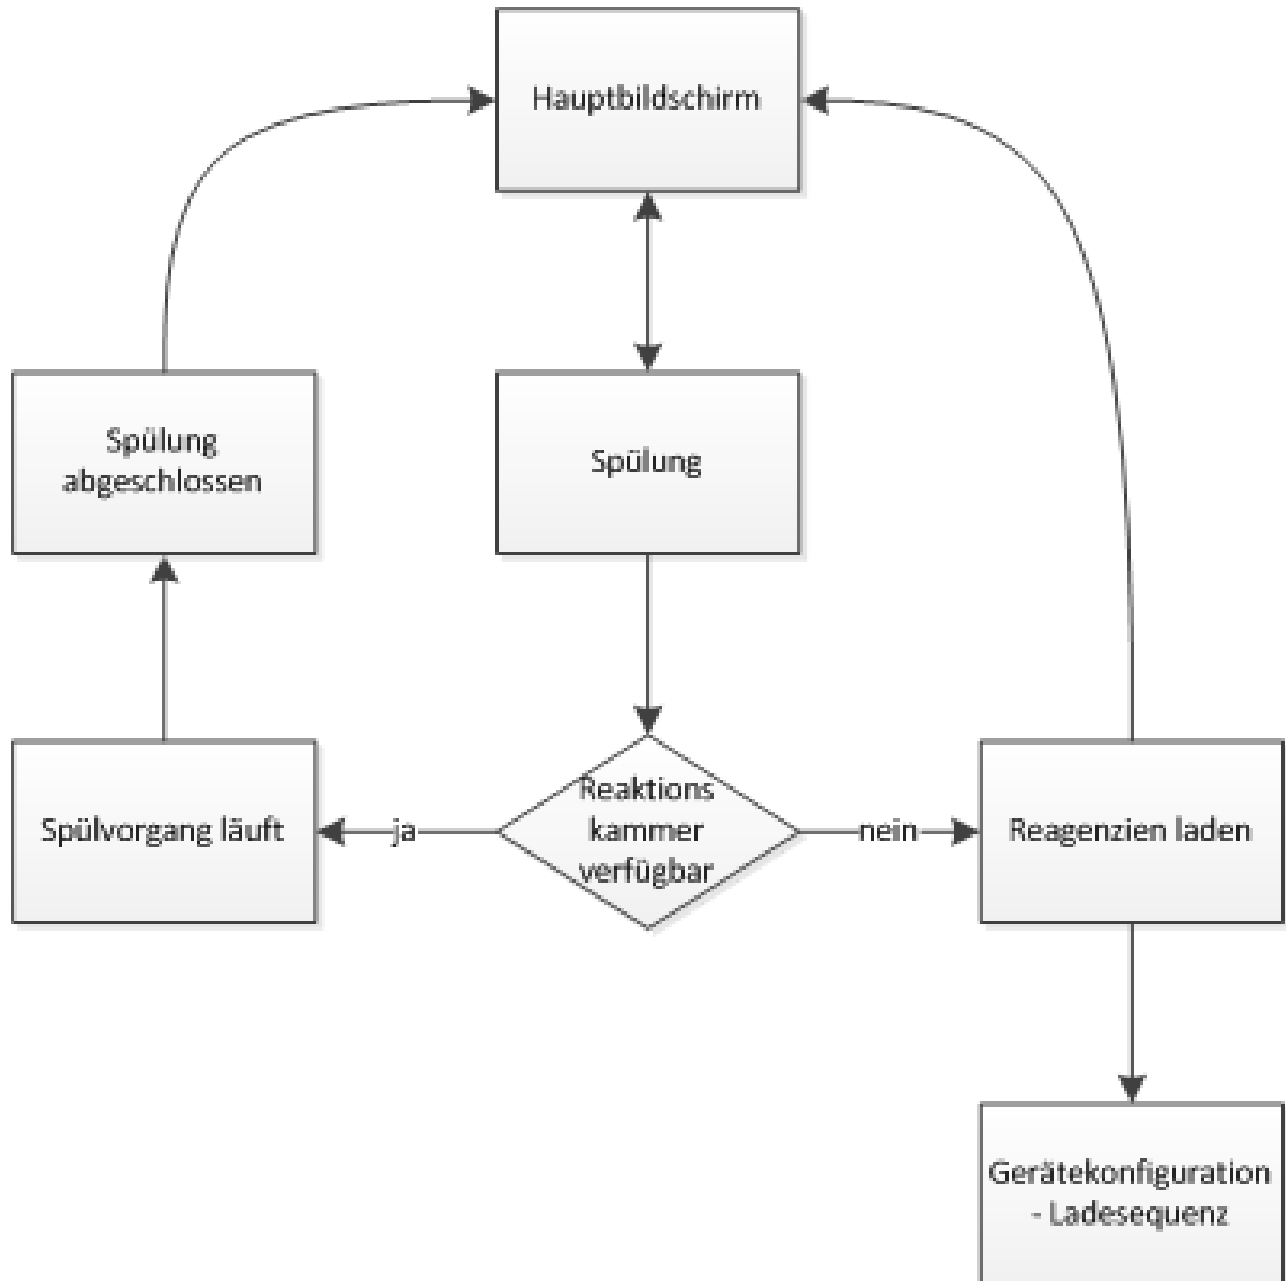 Hauptbildschirm
Spülung
abgeschlossen
Spülung
Spülvorgang läuft
ja
Reaktions
kammer
verfügbar
nein
Reagenzien laden
Gerätekonfiguration
- Ladesequenz